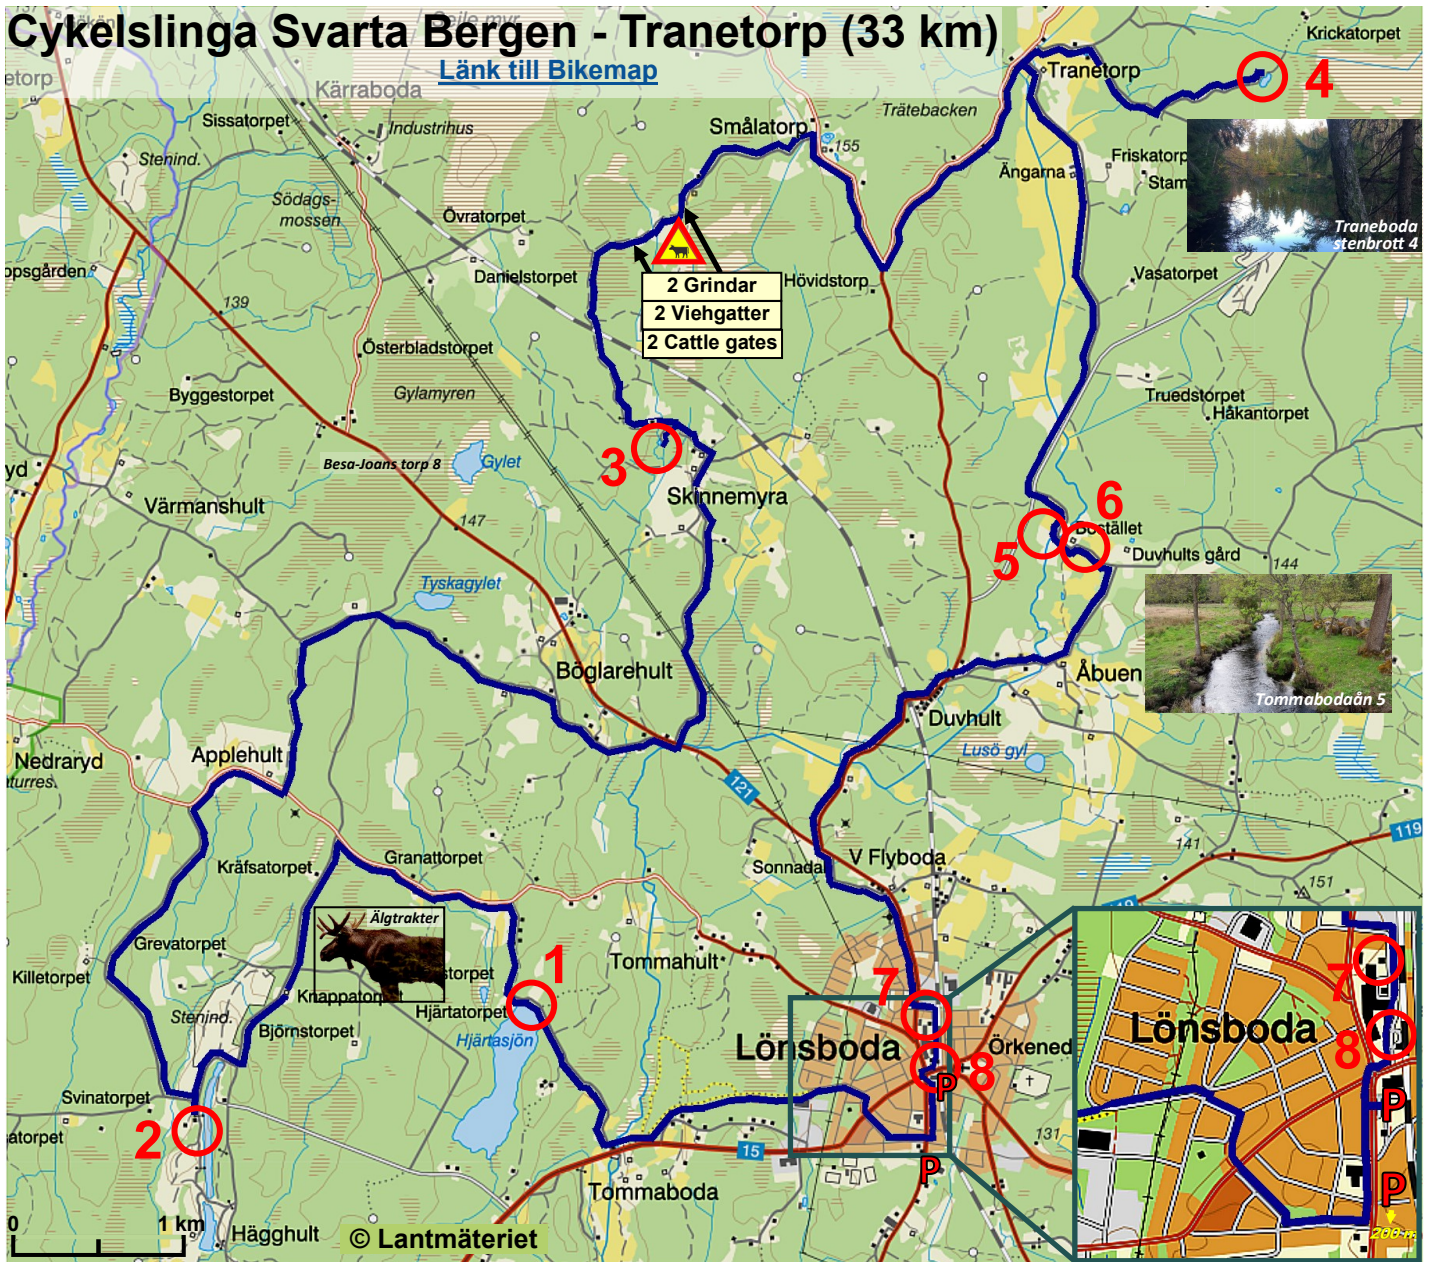 Cykelslinga Svarta Bergen - Tranetorp (33 km)
Länk till Bikemap
Krickatorpet
Tranetorp
4
Kärraboda
Trätebacken
Sissatorpet
Industrihus
Smålatorp
155
Stenind.
Ängarna
Friskatorp
Stam
Södags-
mossen
Övratorpet
Traneboda
stenbrott 4
Danielstorpet
Hövidstorp
Vasatorpet
2 Grindar
2 Viehgatter
2 Cattle gates
139
Österbladstorpet
Byggestorpet
Gylamyren
Truedstorpet
Håkantorpet
Besa-Joans torp 8
Gylet
3
Skinnemyra
Värmanshult
147
6
5
Duvhults gård
144
Tyskagylet
Böglarehult
Åbuen
Tommabodaån 5
Duvhult
Applehult
Nedraryd
Lusö gyl
121
119
141
Kräfsatorpet
Granattorpet
V Flyboda
Sonnadal
151
Älgtrakter
Grevatorpet
Killetorpet
storpet
Tommahult
1
7
7
Knappatorpet
Hjärtatorpet
Stenind.
Björnstorpet
Hjärtasjön
Lönsboda
Örkened
Lönsboda
8
8
P
P
Svinatorpet
2
15
131
P
P
Tommaboda
200 m
0
1 km
Hägghult
© Lantmäteriet